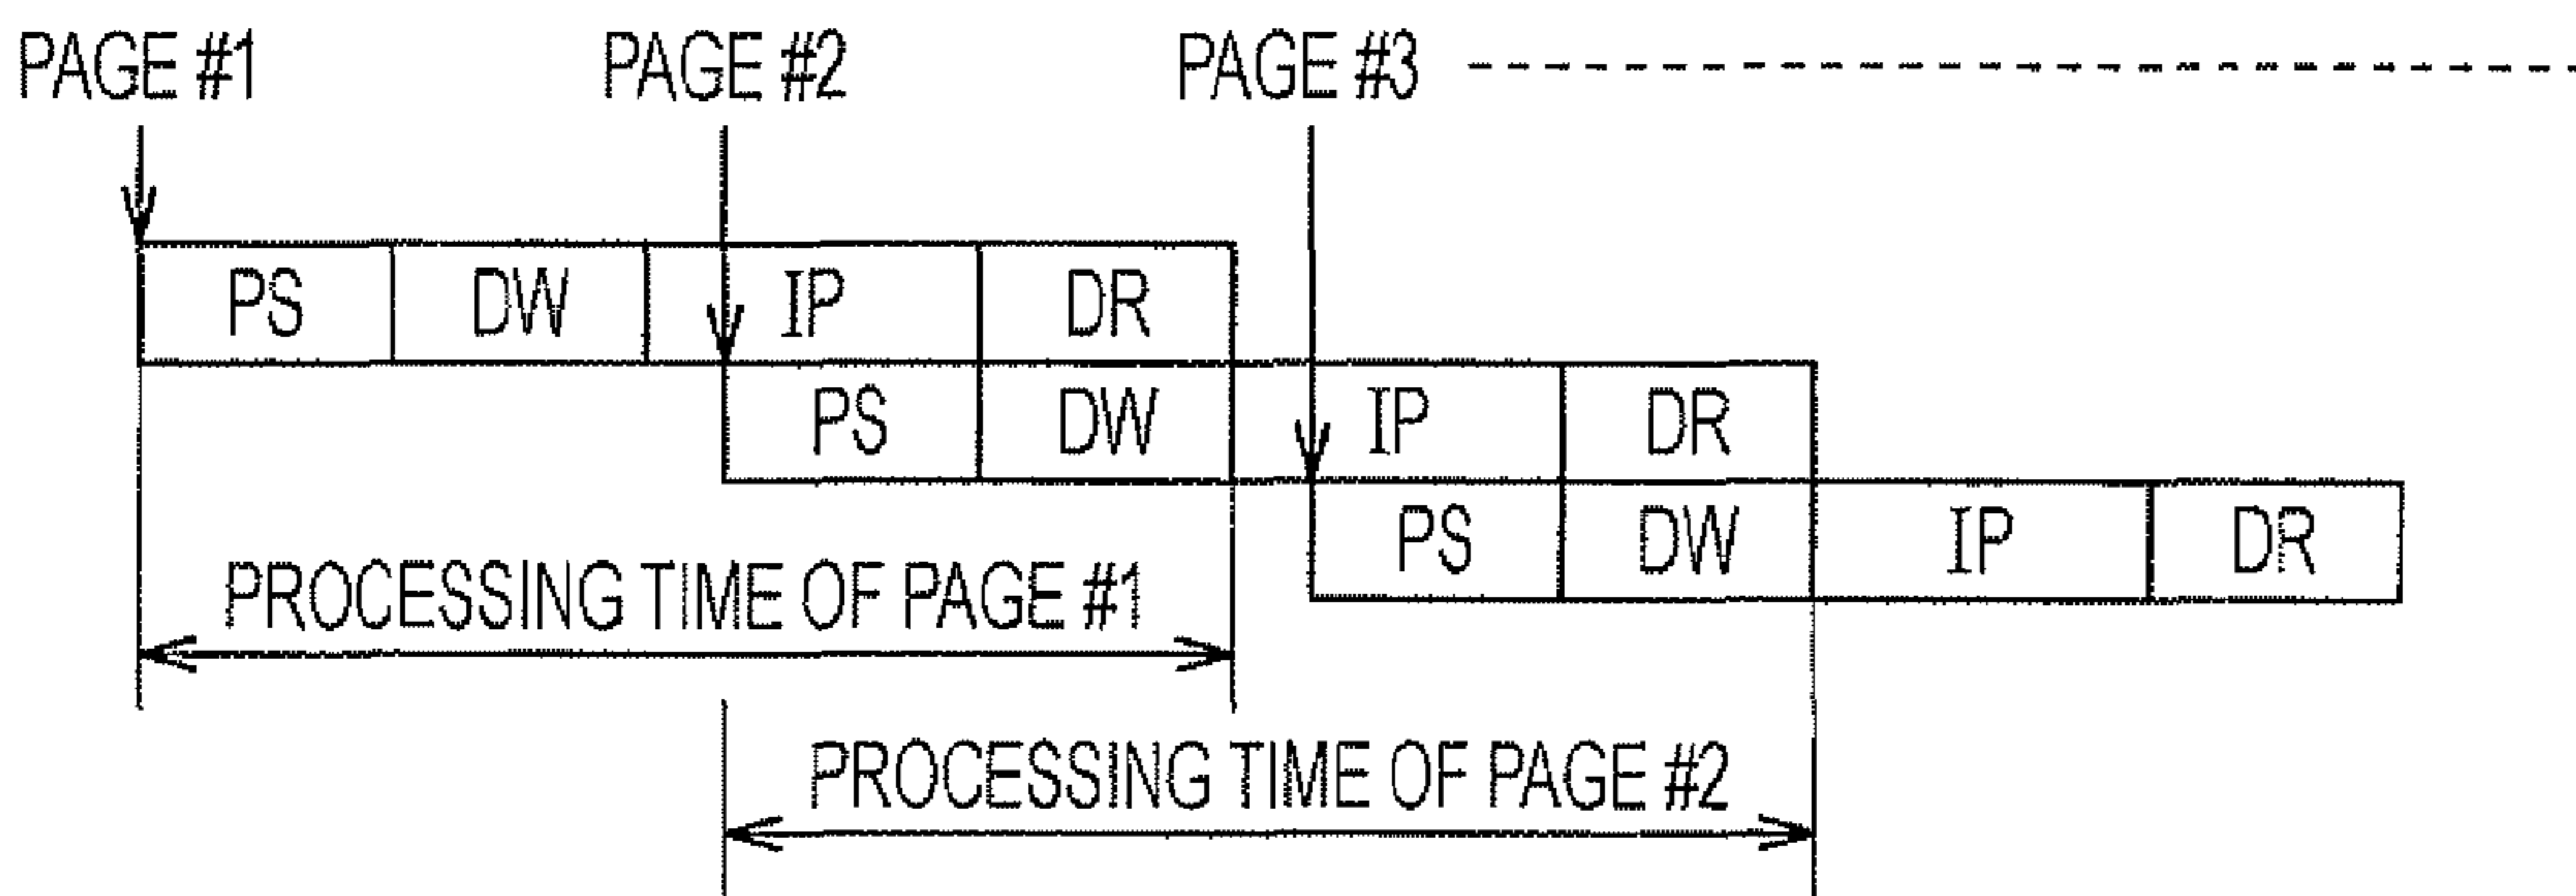 PAGE #1 PAGE #2 PAGE #3
PS DW IP DR
PS DW IP DR
PS DW IP DR
PROCESSING TIME OF PAGE #1
PROCESSING TIME OF PAGE #2